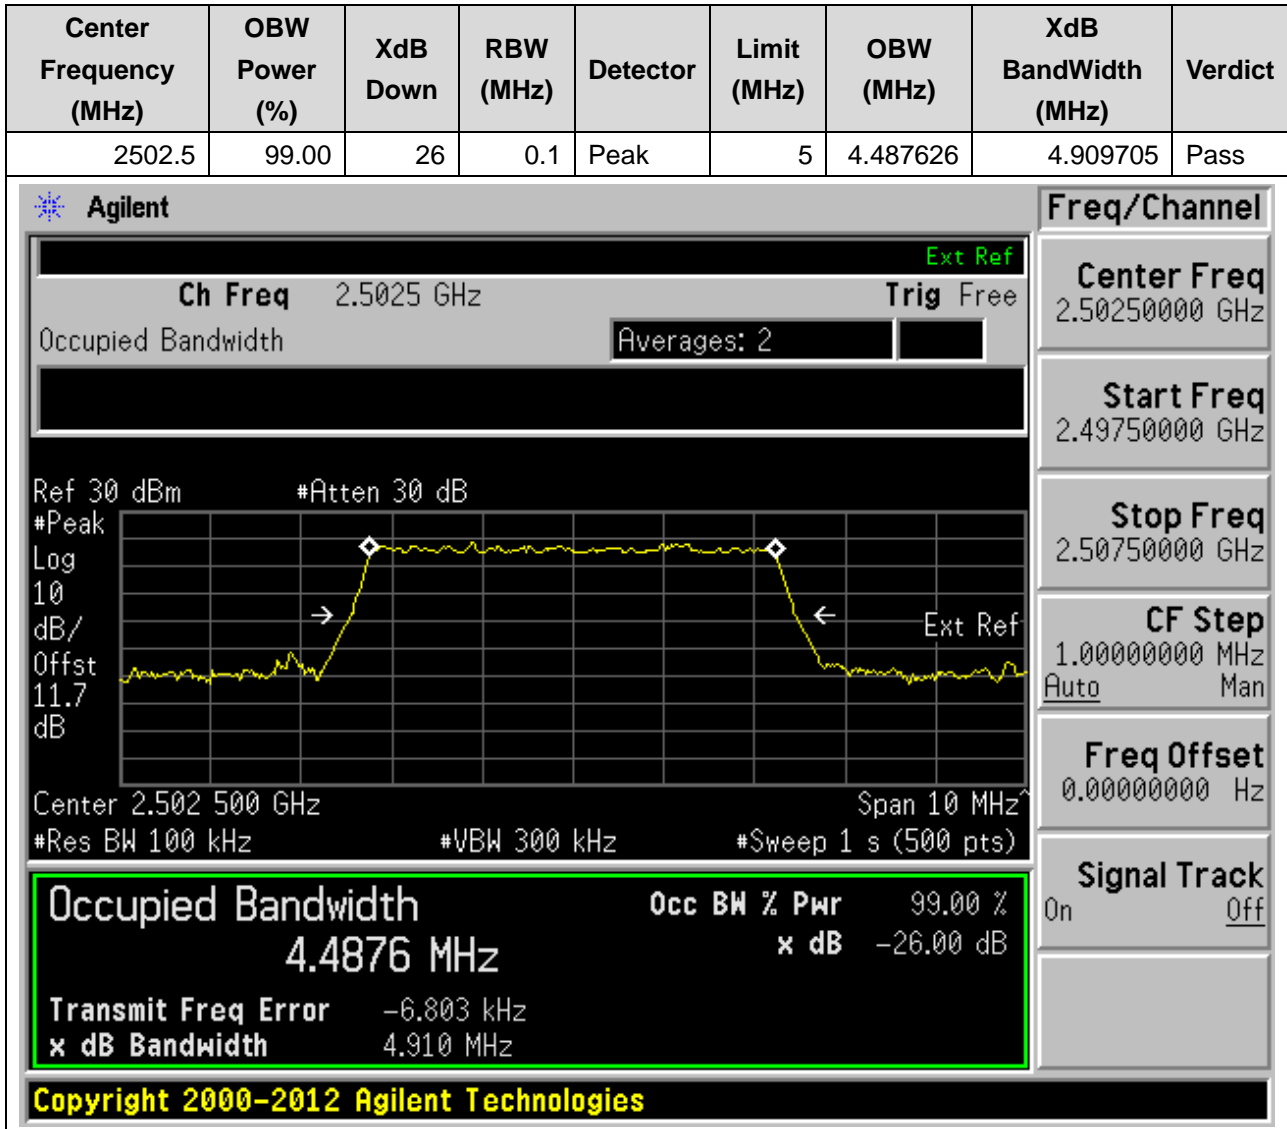 Center Frequency (MHz) OBW Power (%) XdB Down RBW (MHz) Detector Limit (MHz) OBW (MHz) XdB BandWidth (MHz) Verdict
2502.5 99.00 26 0.1 Peak 5 4.487626 4.909705 Pass
Agilent
Freq/Channel
Ext Ref
Ch Freq 2.5025 GHz Trig Free
Occupied Bandwidth Averages: 2
Ref 30 dBm #Atten 30 dB
#Peak
Log
10
dB/
Offst
11.7
dB
Ext Ref
Center 2.502 500 GHz Span 10 MHz^
#Res BW 100 kHz #VBW 300 kHz #Sweep 1 s (500 pts)
Occupied Bandwidth
4.4876 MHz
Occ BW % Pwr 99.00 %
x dB -26.00 dB
Transmit Freq Error -6.803 kHz
x dB Bandwidth 4.910 MHz
Center Freq
2.50250000 GHz
Start Freq
2.49750000 GHz
Stop Freq
2.50750000 GHz
CF Step
1.00000000 MHz
Auto Man
Freq Offset
0.00000000 Hz
Signal Track
On Off
Copyright 2000-2012 Agilent Technologies